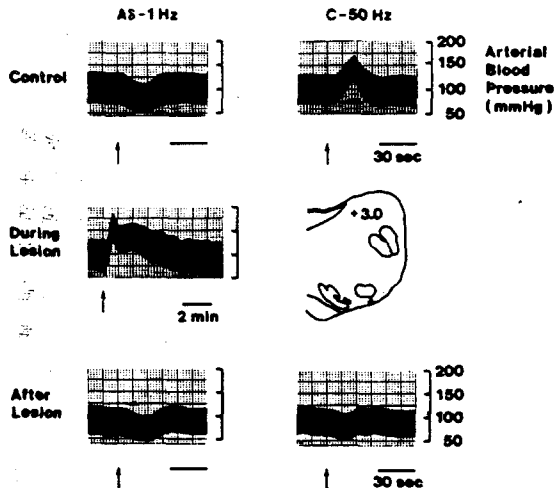 AS-1 Hz
C-50 Hz
Control
200
150
100
50
Arterial
Blood
Pressure
(mmHg)
30 sec
During
Lesion
2 min
+3.0
After
Lesion
200
150
100
50
30 sec